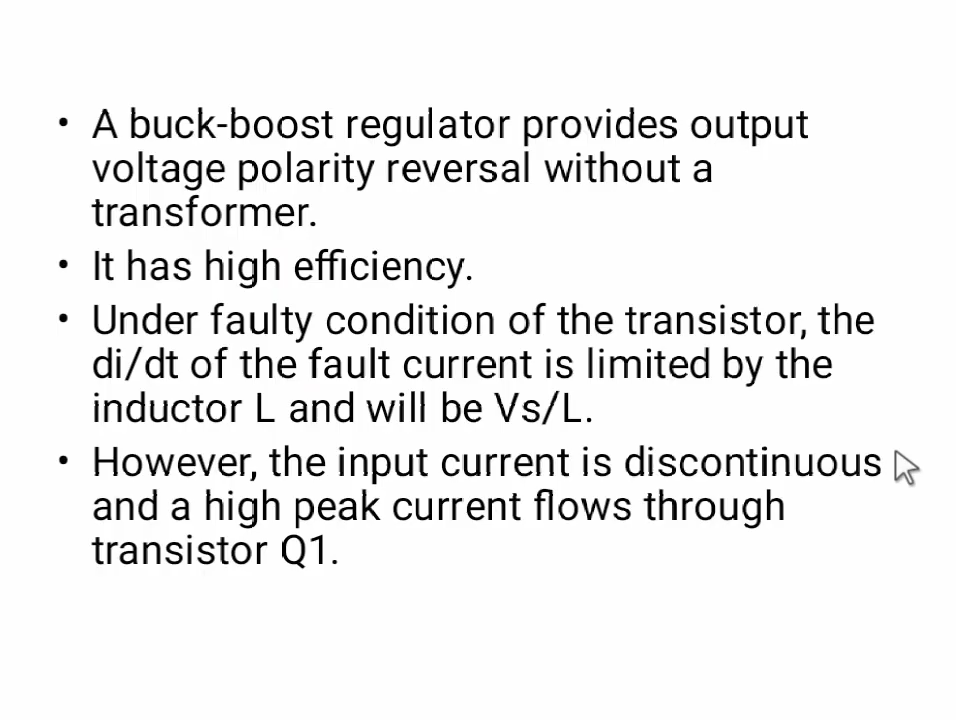 • A buck-boost regulator provides output
voltage polarity reversal without a
transformer.
• It has high efficiency.
• Under faulty condition of the transistor, the
di/dt of the fault current is limited by the
inductor L and will be Vs/L.
• However, the input current is discontinuous
and a high peak current flows through
transistor Q1.